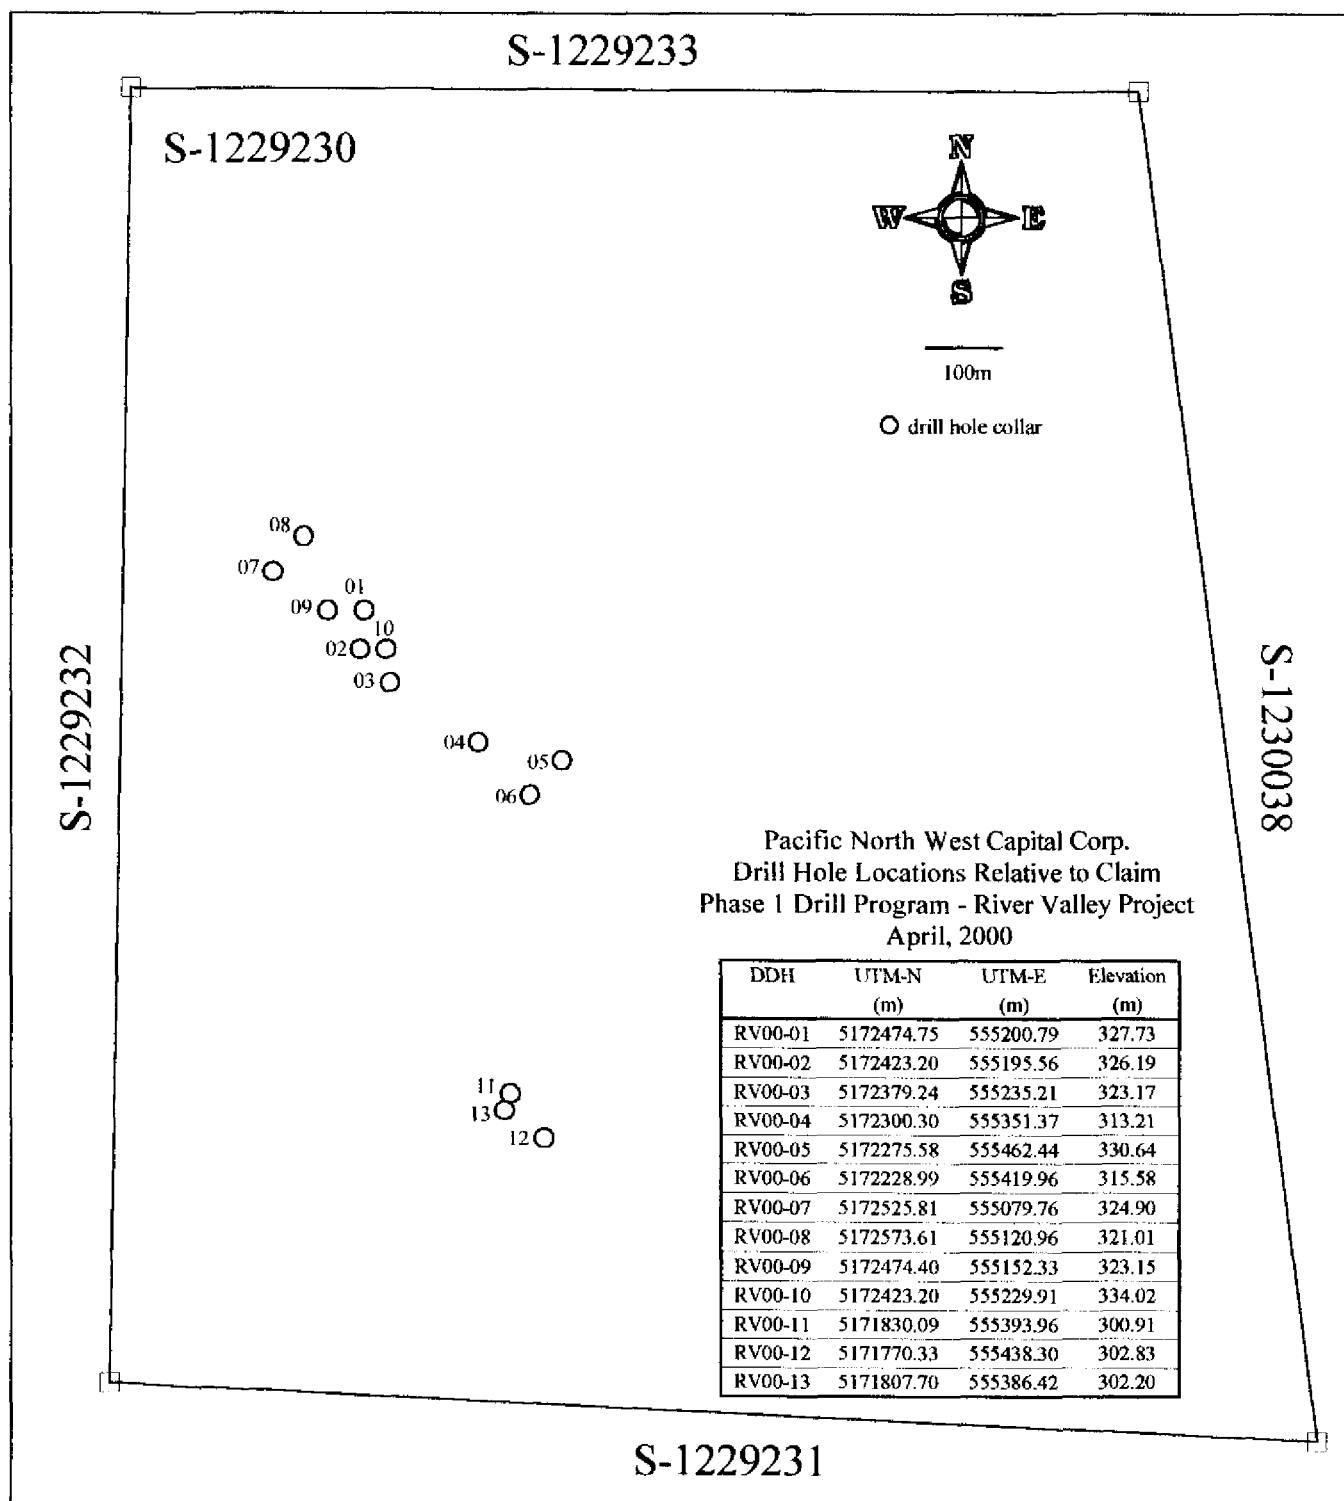 S-1229233
S-1229230
N
W E
S
100m
drill hole collar
08
07
01
09
10
02
03
04
05
06
S-1229232
S-1230038
Pacific North West Capital Corp.
Drill Hole Locations Relative to Claim
Phase 1 Drill Program - River Valley Project
April, 2000
DDH UTM-N UTM-E Elevation
(m) (m) (m)
RV00-01 5172474.75 555200.79 327.73
RV00-02 5172423.20 555195.56 326.19
RV00-03 5172379.24 555235.21 323.17
RV00-04 5172300.30 555351.37 313.21
RV00-05 5172275.58 555462.44 330.64
RV00-06 5172228.99 555419.96 315.58
RV00-07 5172525.81 555079.76 324.90
RV00-08 5172573.61 555120.96 321.01
RV00-09 5172474.40 555152.33 323.15
RV00-10 5172423.20 555229.91 334.02
RV00-11 5171830.09 555393.96 300.91
RV00-12 5171770.33 555438.30 302.83
RV00-13 5171807.70 555386.42 302.20
11
13
12
S-1229231